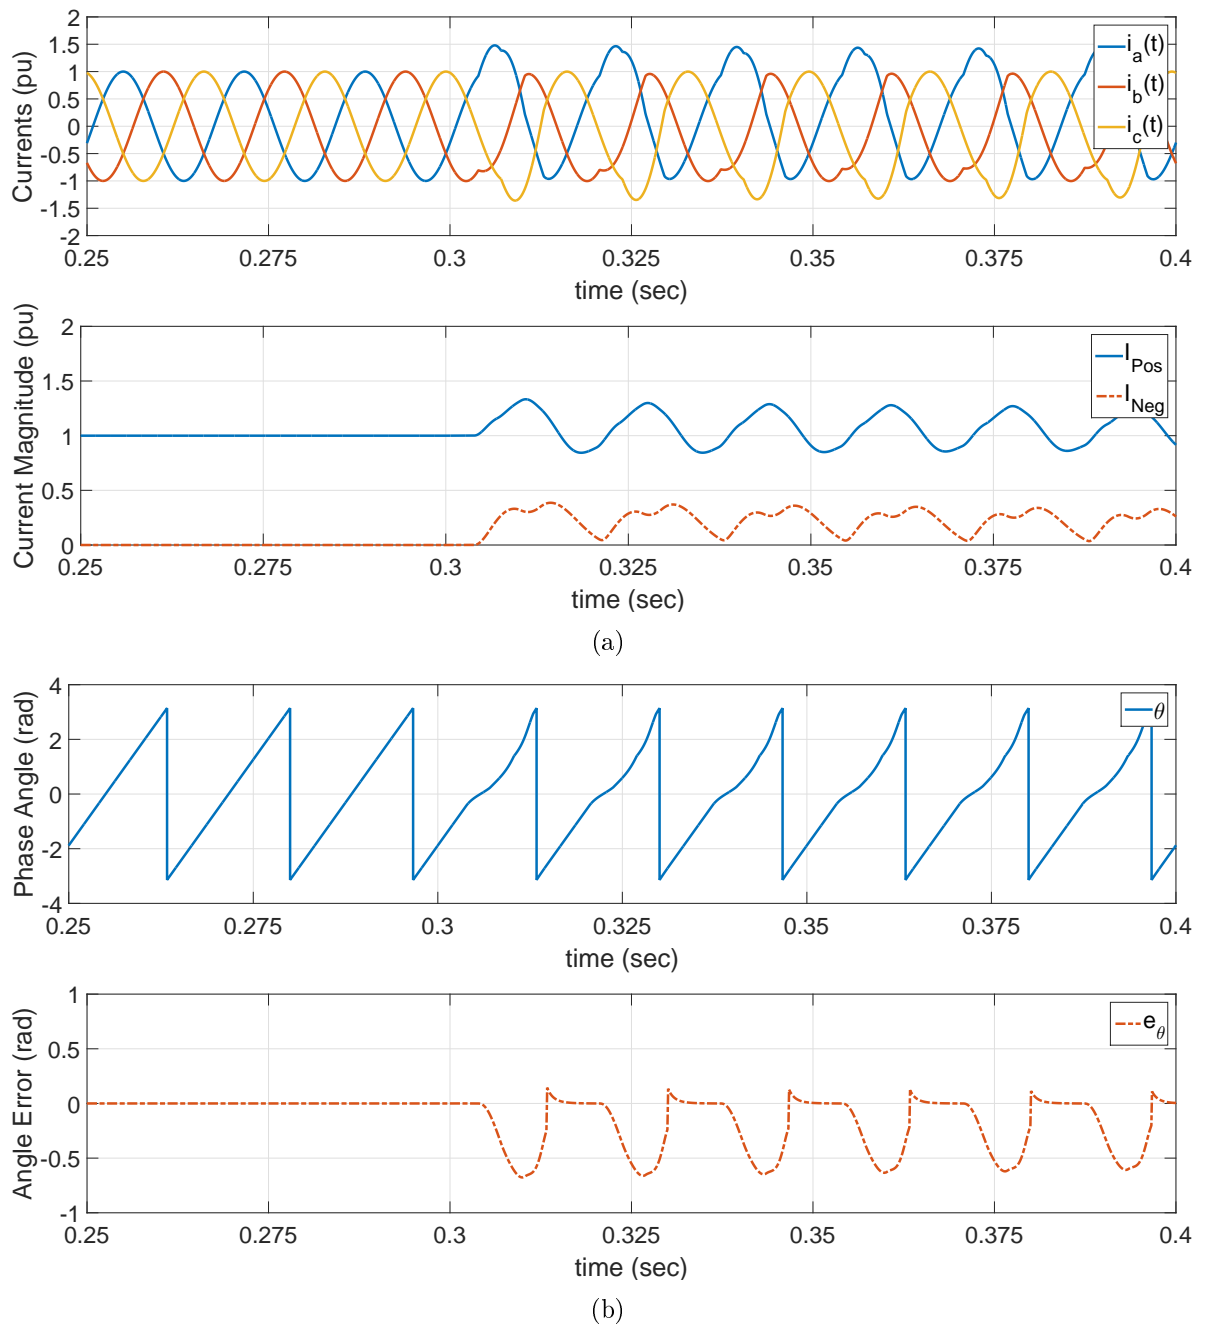 2
1.5
1
0.5
0
-0.5
-1
-1.5
-2
Currents (pu)
i_a(t)
i_b(t)
i_c(t)
0.25 0.275 0.3 0.325 0.35 0.375 0.4
time (sec)
2
1.5
1
0.5
0
Current Magnitude (pu)
I_Pos
I_Neg
0.25 0.275 0.3 0.325 0.35 0.375 0.4
time (sec)
(a)
4
2
0
-2
-4
Phase Angle (rad)
θ
0.25 0.275 0.3 0.325 0.35 0.375 0.4
time (sec)
1
0.5
0
-0.5
-1
Angle Error (rad)
e_θ
0.25 0.275 0.3 0.325 0.35 0.375 0.4
time (sec)
(b)